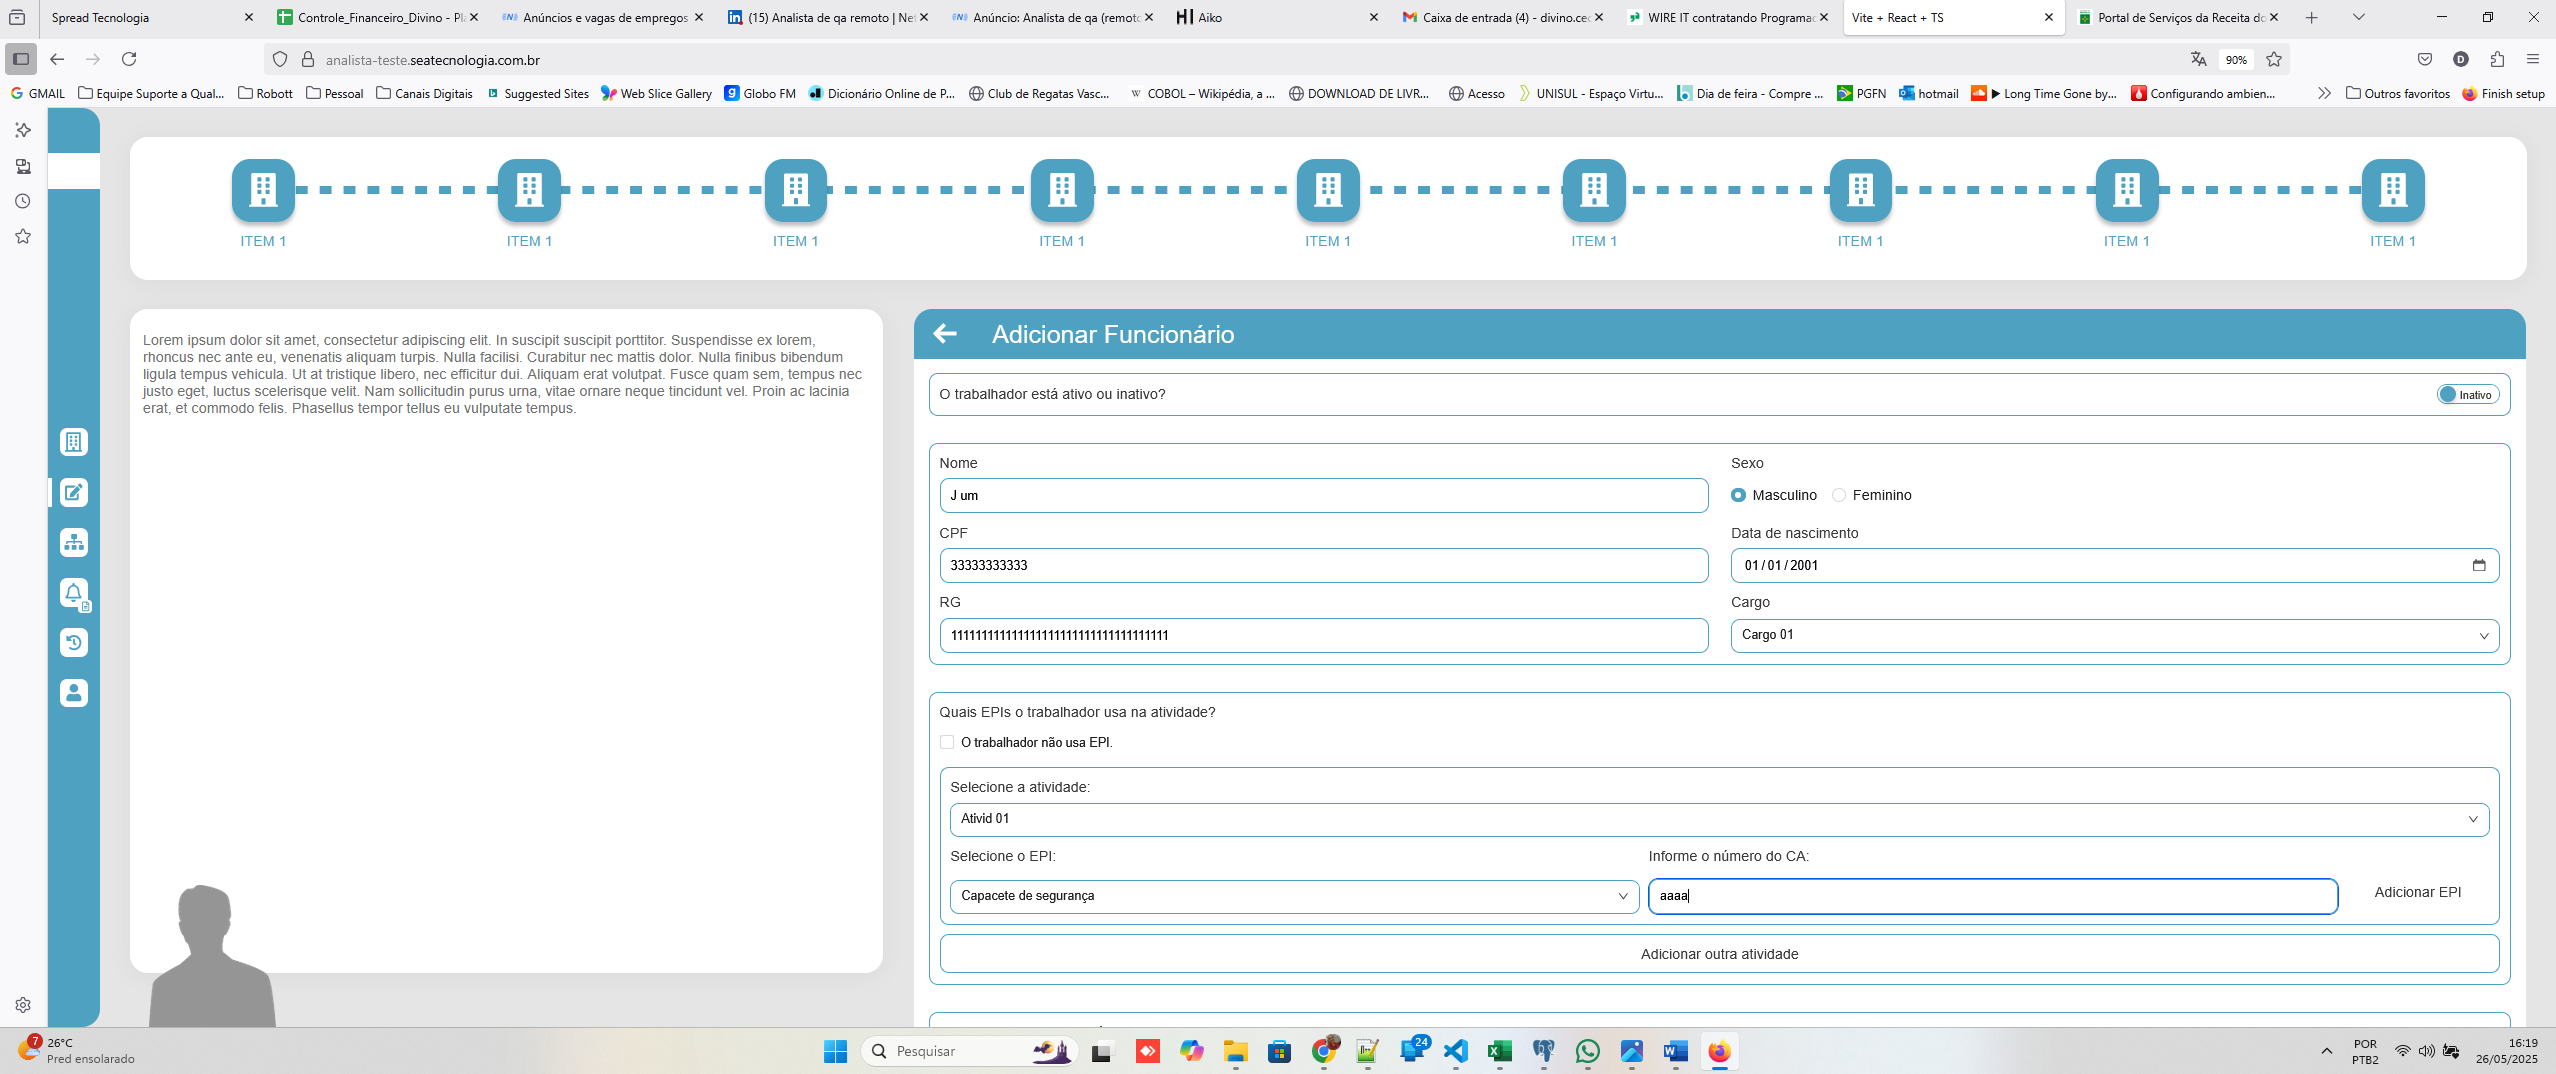 Spread Tecnologia
Controle_Financeiro_Divino - Pl
Anúncios e vagas de empregos
(15) Analista de qa remoto | Net
Anúncio: Analista de qa (remoto
Aiko
Caixa de entrada (4) - divino.ced
WIRE IT contratando Programad
Vite + React + TS
Portal de Serviços da Receita do
analista-teste.seatecnologia.com.br
90%
D
GMAIL
Equipe Suporte a Qual...
Robott
Pessoal
Canais Digitais
Suggested Sites
Web Slice Gallery
Globo FM
Dicionário Online de P...
Club de Regatas Vasc...
COBOL – Wikipédia, a ...
DOWNLOAD DE LIVR...
Acesso
UNISUL - Espaço Virtu...
Dia de feira - Compre ...
PGFN
hotmail
Long Time Gone by...
Configurando ambien...
Outros favoritos
Finish setup
ITEM 1
ITEM 1
ITEM 1
ITEM 1
ITEM 1
ITEM 1
ITEM 1
ITEM 1
ITEM 1
Lorem ipsum dolor sit amet, consectetur adipiscing elit. In suscipit suscipit porttitor. Suspendisse ex lorem,
rhoncus nec ante eu, venenatis aliquam turpis. Nulla facilisi. Curabitur nec mattis dolor. Nulla finibus bibendum
ligula tempus vehicula. Ut at tristique libero, nec efficitur dui. Aliquam erat volutpat. Fusce quam sem, tempus nec
justo eget, luctus scelerisque velit. Nam sollicitudin purus urna, vitae ornare neque tincidunt vel. Proin ac lacinia
erat, et commodo felis. Phasellus tempor tellus eu vulputate tempus.
Adicionar Funcionário
O trabalhador está ativo ou inativo?
Inativo
Nome
J um
Sexo
Masculino
Feminino
CPF
33333333333
Data de nascimento
01/01/2001
RG
Cargo
Cargo 01
Quais EPIs o trabalhador usa na atividade?
O trabalhador não usa EPI.
Selecione a atividade:
Ativid 01
Selecione o EPI:
Capacete de segurança
Informe o número do CA:
aaaa
Adicionar EPI
Adicionar outra atividade
7
26°C
Pred ensolarado
Pesquisar
24
POR
PTB2
16:19
26/05/2025